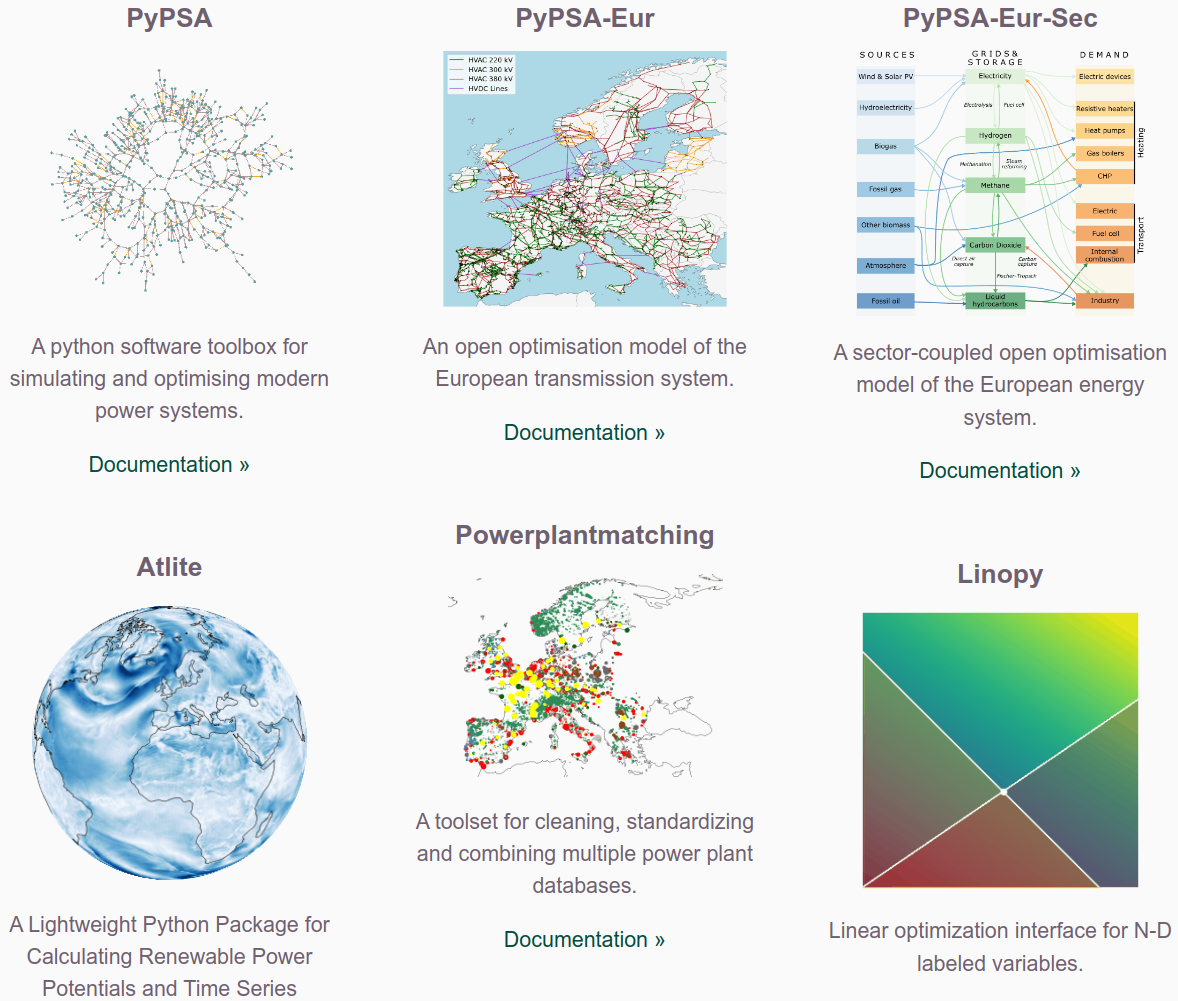 PyPSA
A python software toolbox for
simulating and optimising modern
power systems.
Documentation »
PyPSA-Eur
HVAC 220 kV
HVAC 300 kV
HVAC 380 kV
HVDC Lines
An open optimisation model of the
European transmission system.
Documentation »
PyPSA-Eur-Sec
SOURCES
GRIDS&
STORAGE
DEMAND
Wind & Solar PV
Hydroelectricity
Biogas
Fossil gas
Other biomass
Atmosphere
Fossil oil
Electricity
Electrolysis
Fuel cell
Hydrogen
Methanation
Steam
reforming
Methane
Carbon Dioxide
Direct air
capture
Carbon
capture
Fischer-Tropsch
Liquid
hydrocarbons
Electric devices
Resistive heaters
Heat pumps
Gas boilers
CHP
Heating
Electric
Fuel cell
Internal
combustion
Transport
Industry
A sector-coupled open optimisation
model of the European energy
system.
Documentation »
Atlite
A Lightweight Python Package for
Calculating Renewable Power
Potentials and Time Series
Powerplantmatching
A toolset for cleaning, standardizing
and combining multiple power plant
databases.
Documentation »
Linopy
Linear optimization interface for N-D
labeled variables.